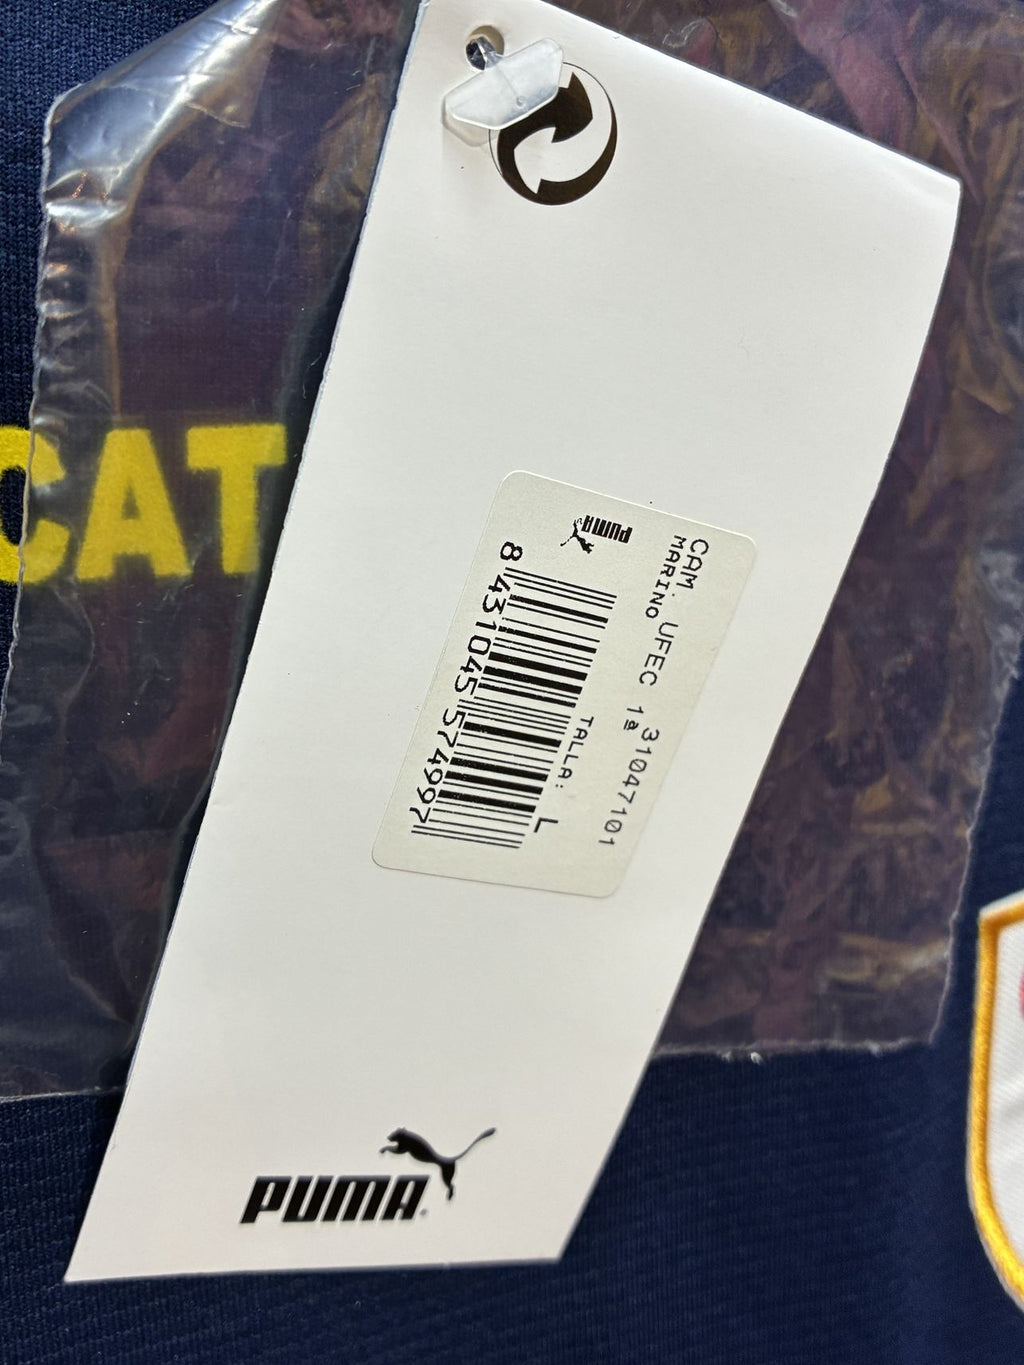 CAT
PUMA
CAM. UFEC 1ª
MARINO 31047101
TALLA: L
8 431045 574997
PUMA